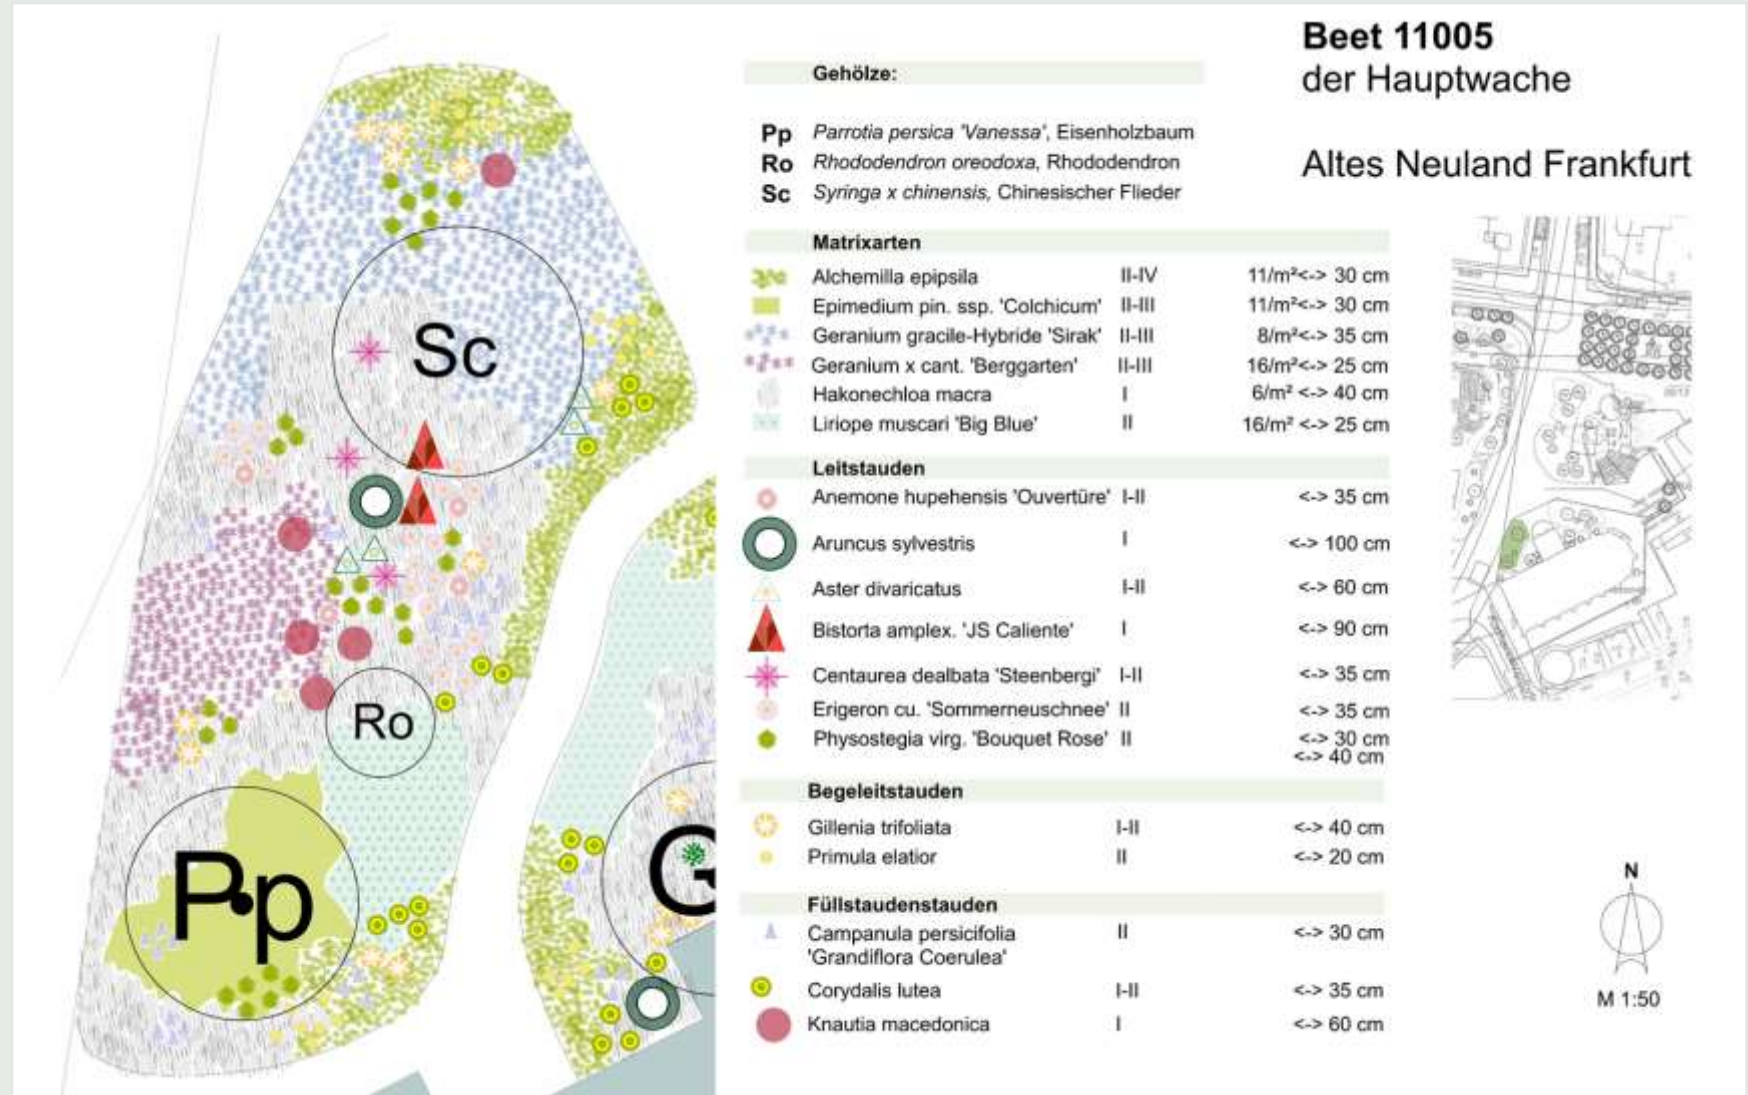 Beet 11005
der Hauptwache
Altes Neuland Frankfurt
Gehölze:
Pp Parrotia persica 'Vanessa', Eisenholzbaum
Ro Rhododendron oreodoxa, Rhododendron
Sc Syringa x chinensis, Chinesischer Flieder
Matrixarten
Alchemilla epipsila II-IV 11/m²<-> 30 cm
Epimedium pin. ssp. 'Colchicum' II-III 11/m²<-> 30 cm
Geranium gracile-Hybride 'Sirak' II-III 8/m²<-> 35 cm
Geranium x cant. 'Berggarten' II-III 16/m²<-> 25 cm
Hakonechloa macra I 6/m² <-> 40 cm
Liriope muscari 'Big Blue' II 16/m² <-> 25 cm
Leitstauden
Anemone hupehensis 'Ouvertüre' I-II <-> 35 cm
Aruncus sylvestris I <-> 100 cm
Aster divaricatus I-II <-> 60 cm
Bistorta amplex. 'JS Caliente' I <-> 90 cm
Centaurea dealbata 'Steenbergi' I-II <-> 35 cm
Erigeron cu. 'Sommerneuschnee' II <-> 35 cm
Physostegia virg. 'Bouquet Rose' II <-> 30 cm
<-> 40 cm
Begeleitstauden
Gillenia trifoliata I-II <-> 40 cm
Primula elatior II <-> 20 cm
Füllstaudenstauden
Campanula persicifolia II <-> 30 cm
'Grandiflora Coerulea'
Corydalis lutea I-II <-> 35 cm
Knautia macedonica I <-> 60 cm
Sc
Ro
Pp
N
M 1:50